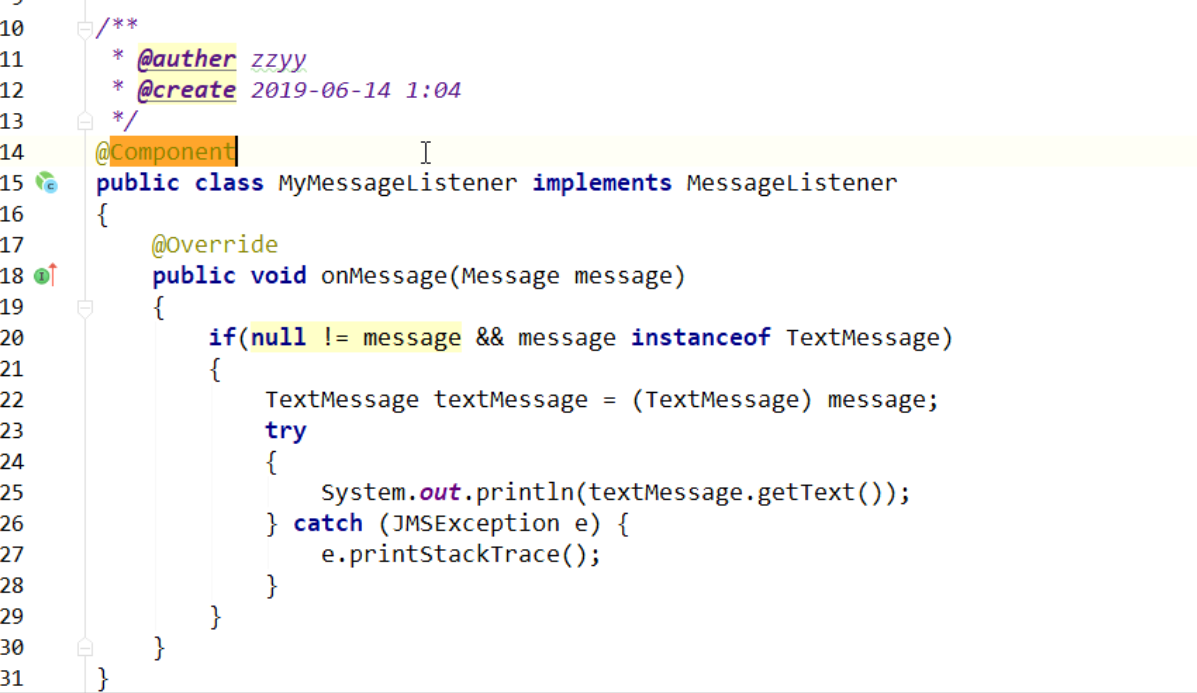 10 /**
11 * @auther zzyy
12 * @create 2019-06-14 1:04
13 */
14 @Component
15 public class MyMessageListener implements MessageListener
16 {
17 @Override
18 public void onMessage(Message message)
19 {
20 if(null != message && message instanceof TextMessage)
21 {
22 TextMessage textMessage = (TextMessage) message;
23 try
24 {
25 System.out.println(textMessage.getText());
26 } catch (JMSException e) {
27 e.printStackTrace();
28 }
29 }
30 }
31 }